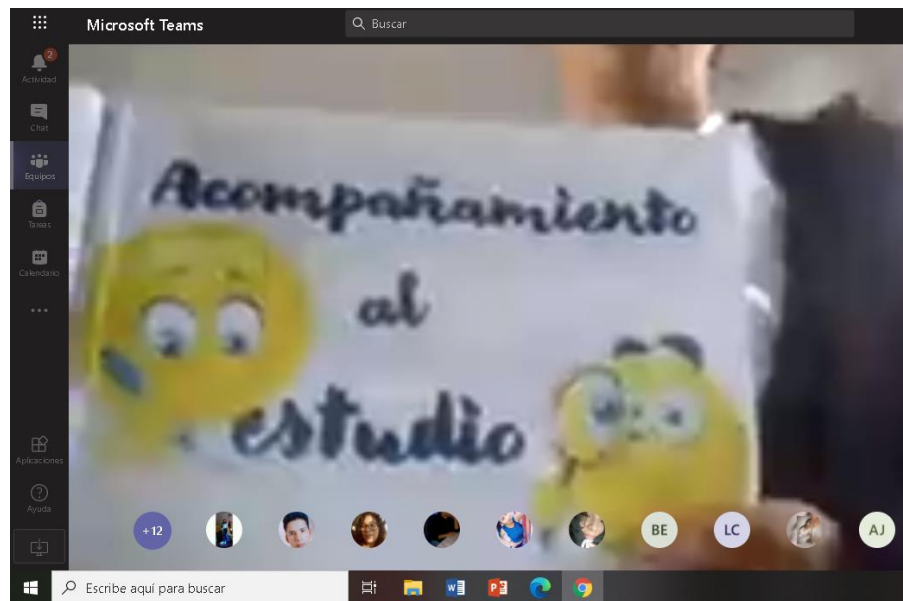 Microsoft Teams
Buscar
2
Actividad
Chat
Equipos
Tareas
Calendario
Acompañamiento
al
estudio
Aplicaciones
Ayuda
+12
BE
LC
AJ
Escribe aquí para buscar